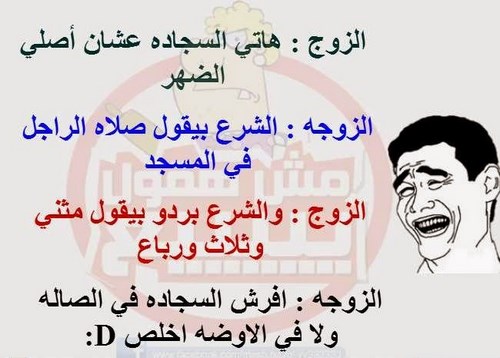 الزوج : هاتي السجاده عشان أصلي
الضهر
الزوجه : الشرع بيقول صلاه الراجل
في المسجد
الزوج : والشرع بردو بيقول مثني
وثلاث ورباع
الزوجه : افرش السجاده في الصاله
ولا في الاوضه اخلص D: